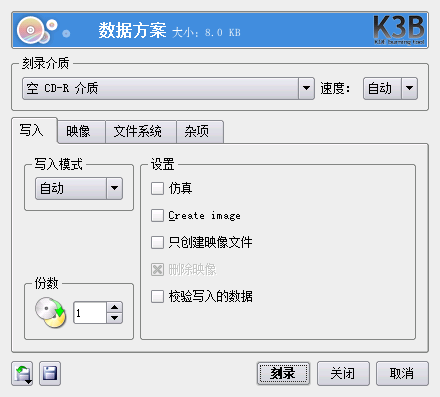 数据方案 大小: 8.0 KB
K3B
刻录介质
空 CD-R 介质
速度:
自动
写入
映像
文件系统
杂项
写入模式
自动
份数
1
设置
仿真
Create image
只创建映像文件
删除映像
校验写入的数据
刻录
关闭
取消